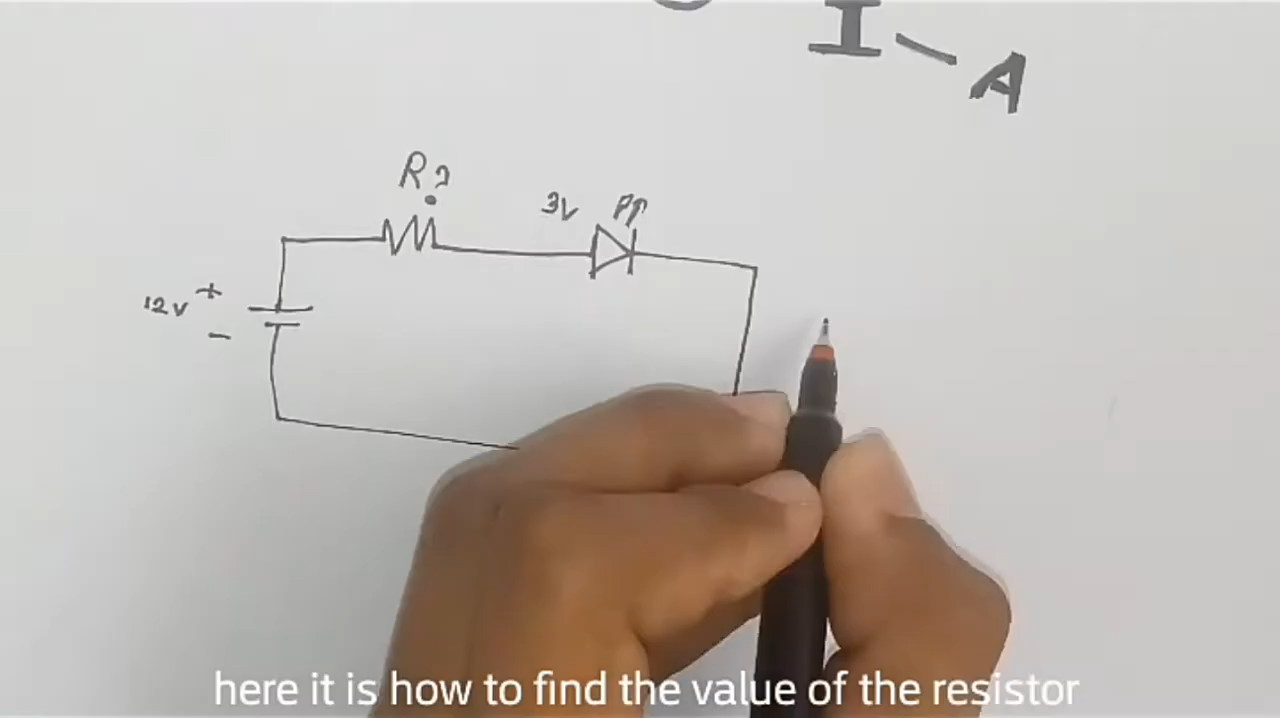 I - A
R?
3V
12V +
-
here it is how to find the value of the resistor